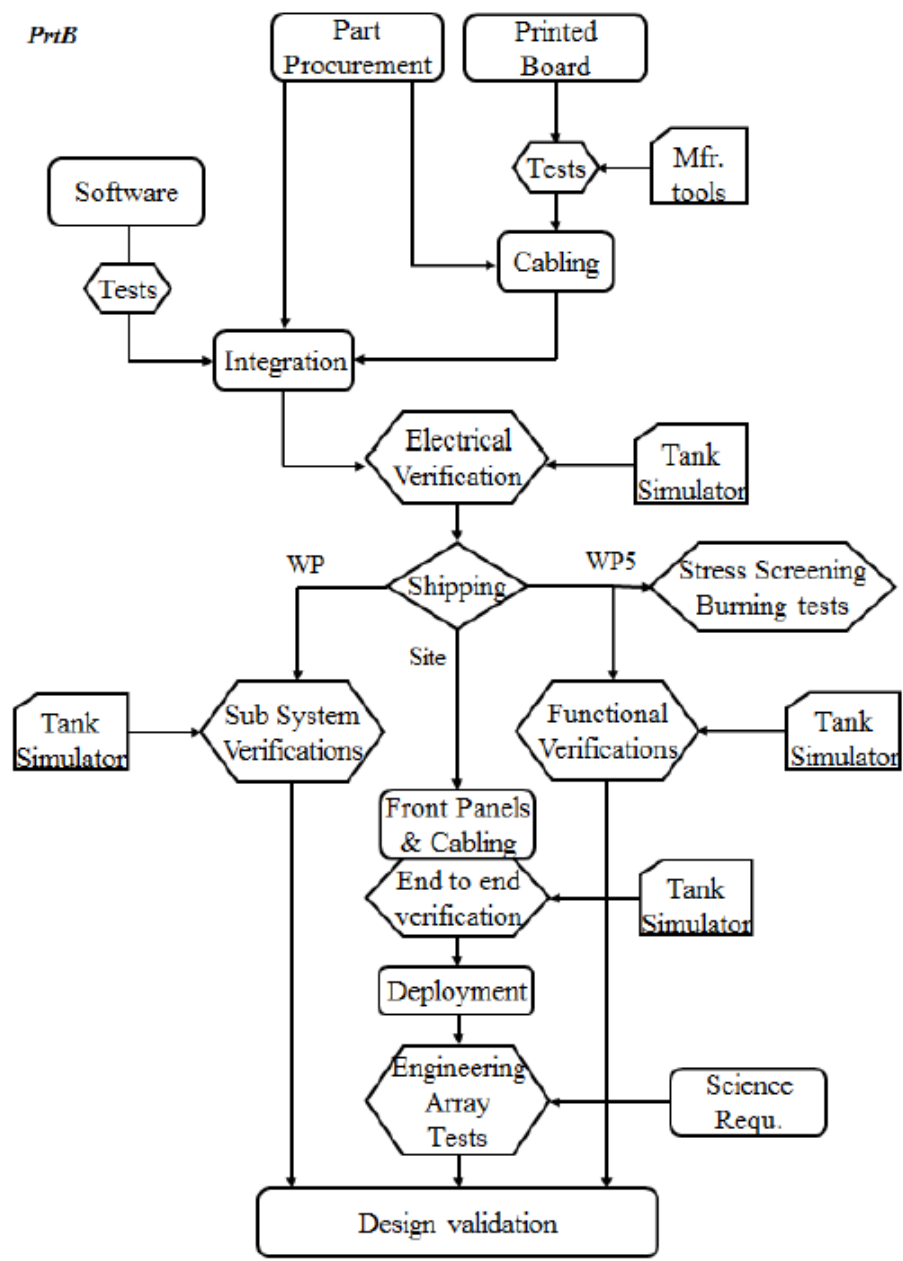 PrtB
Part
Procurement
Printed
Board
Tests
Mfr.
tools
Software
Cabling
Tests
Integration
Electrical
Verification
Tank
Simulator
WP
Shipping
WP5
Stress Screening
Burning tests
Site
Tank
Simulator
Sub System
Verifications
Functional
Verifications
Tank
Simulator
Front Panels
& Cabling
End to end
verification
Tank
Simulator
Deployment
Engineering
Array
Tests
Science
Requ.
Design validation